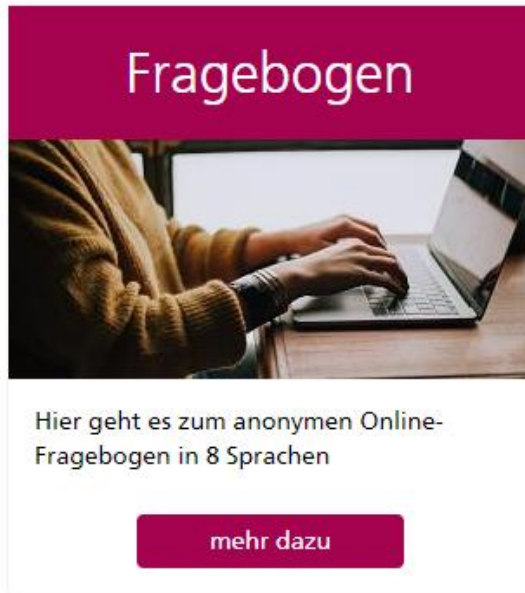 Fragebogen
Hier geht es zum anonymen Online-
Fragebogen in 8 Sprachen
mehr dazu